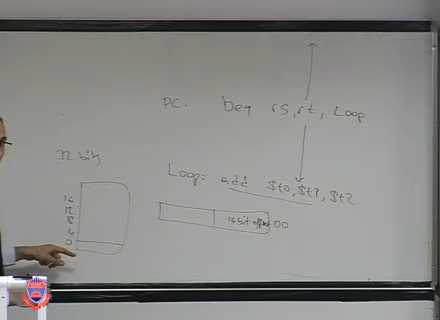 PC: beq rs, rt, Loop
32 bits
Loop: add $t0, $t1, $t2
16
12
8
4
0
16 bit offset 00